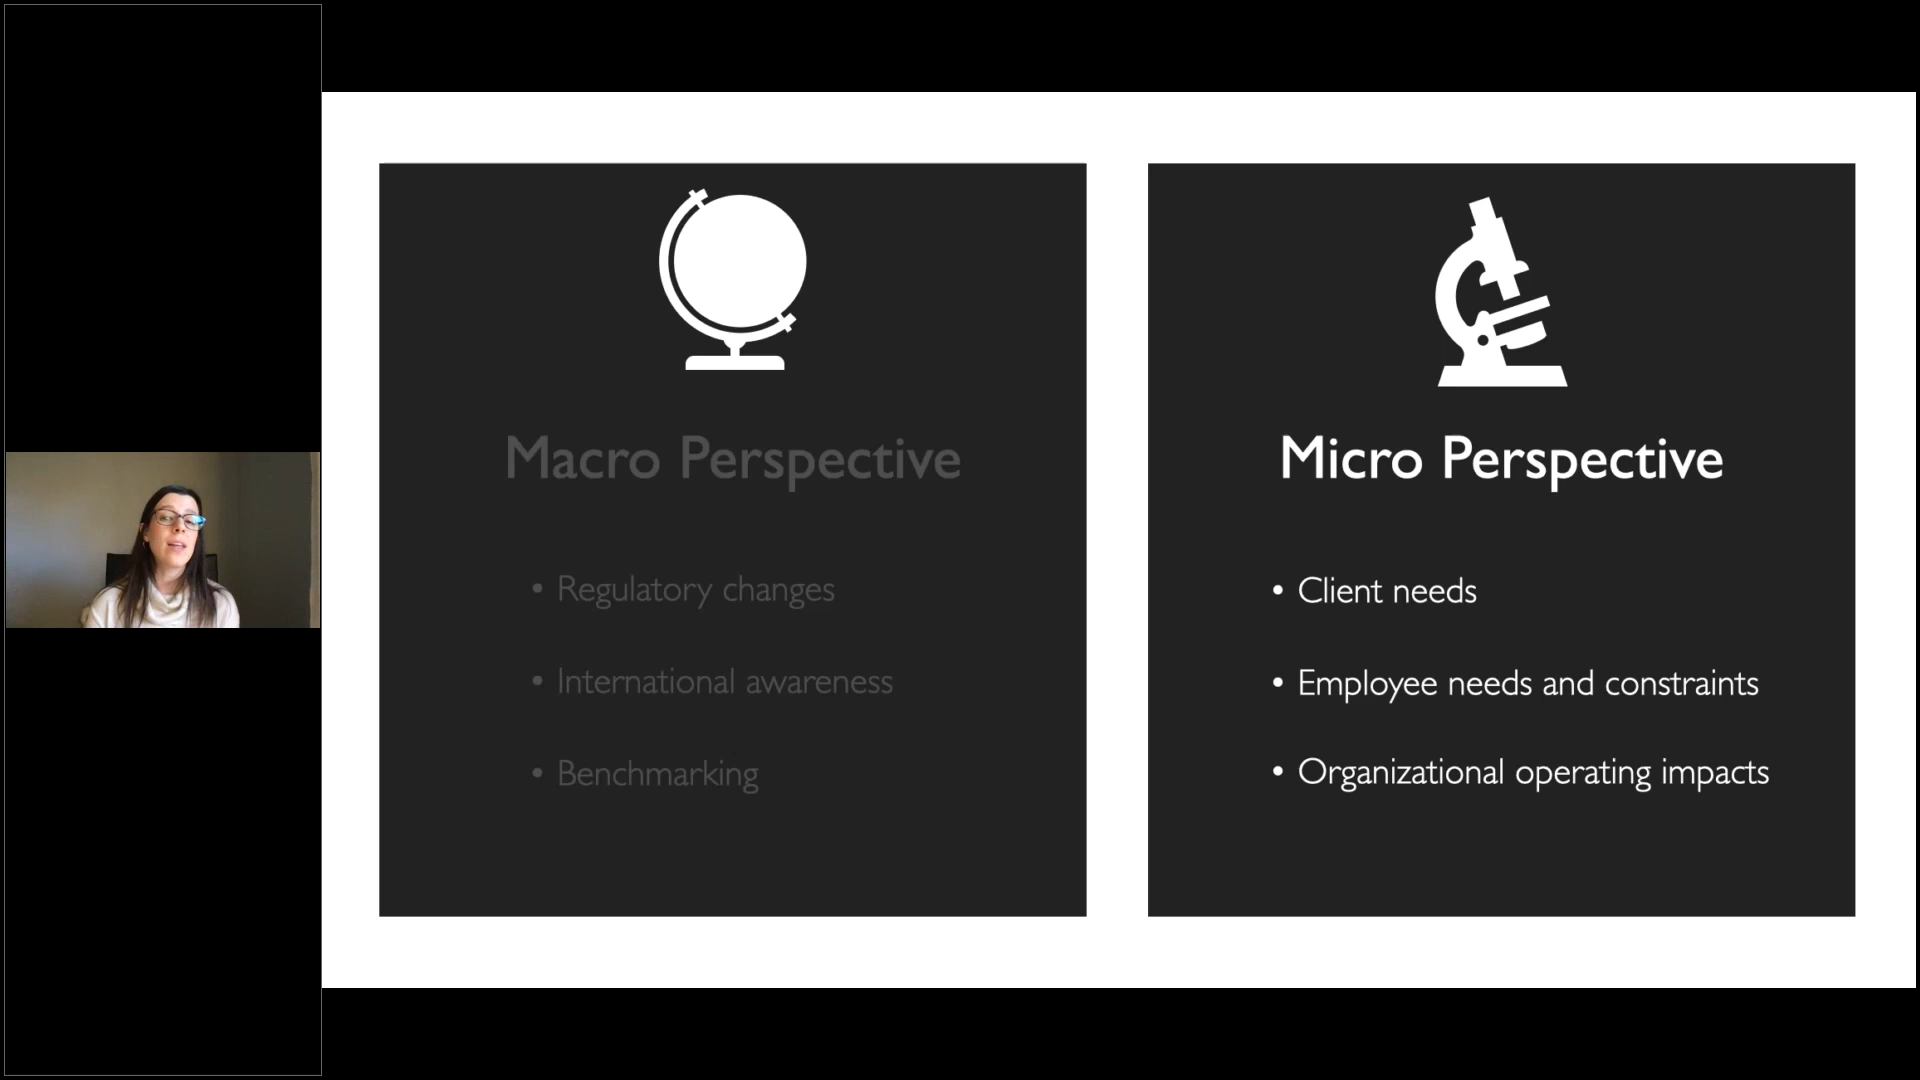 Macro Perspective
• Regulatory changes
• International awareness
• Benchmarking
Micro Perspective
• Client needs
• Employee needs and constraints
• Organizational operating impacts